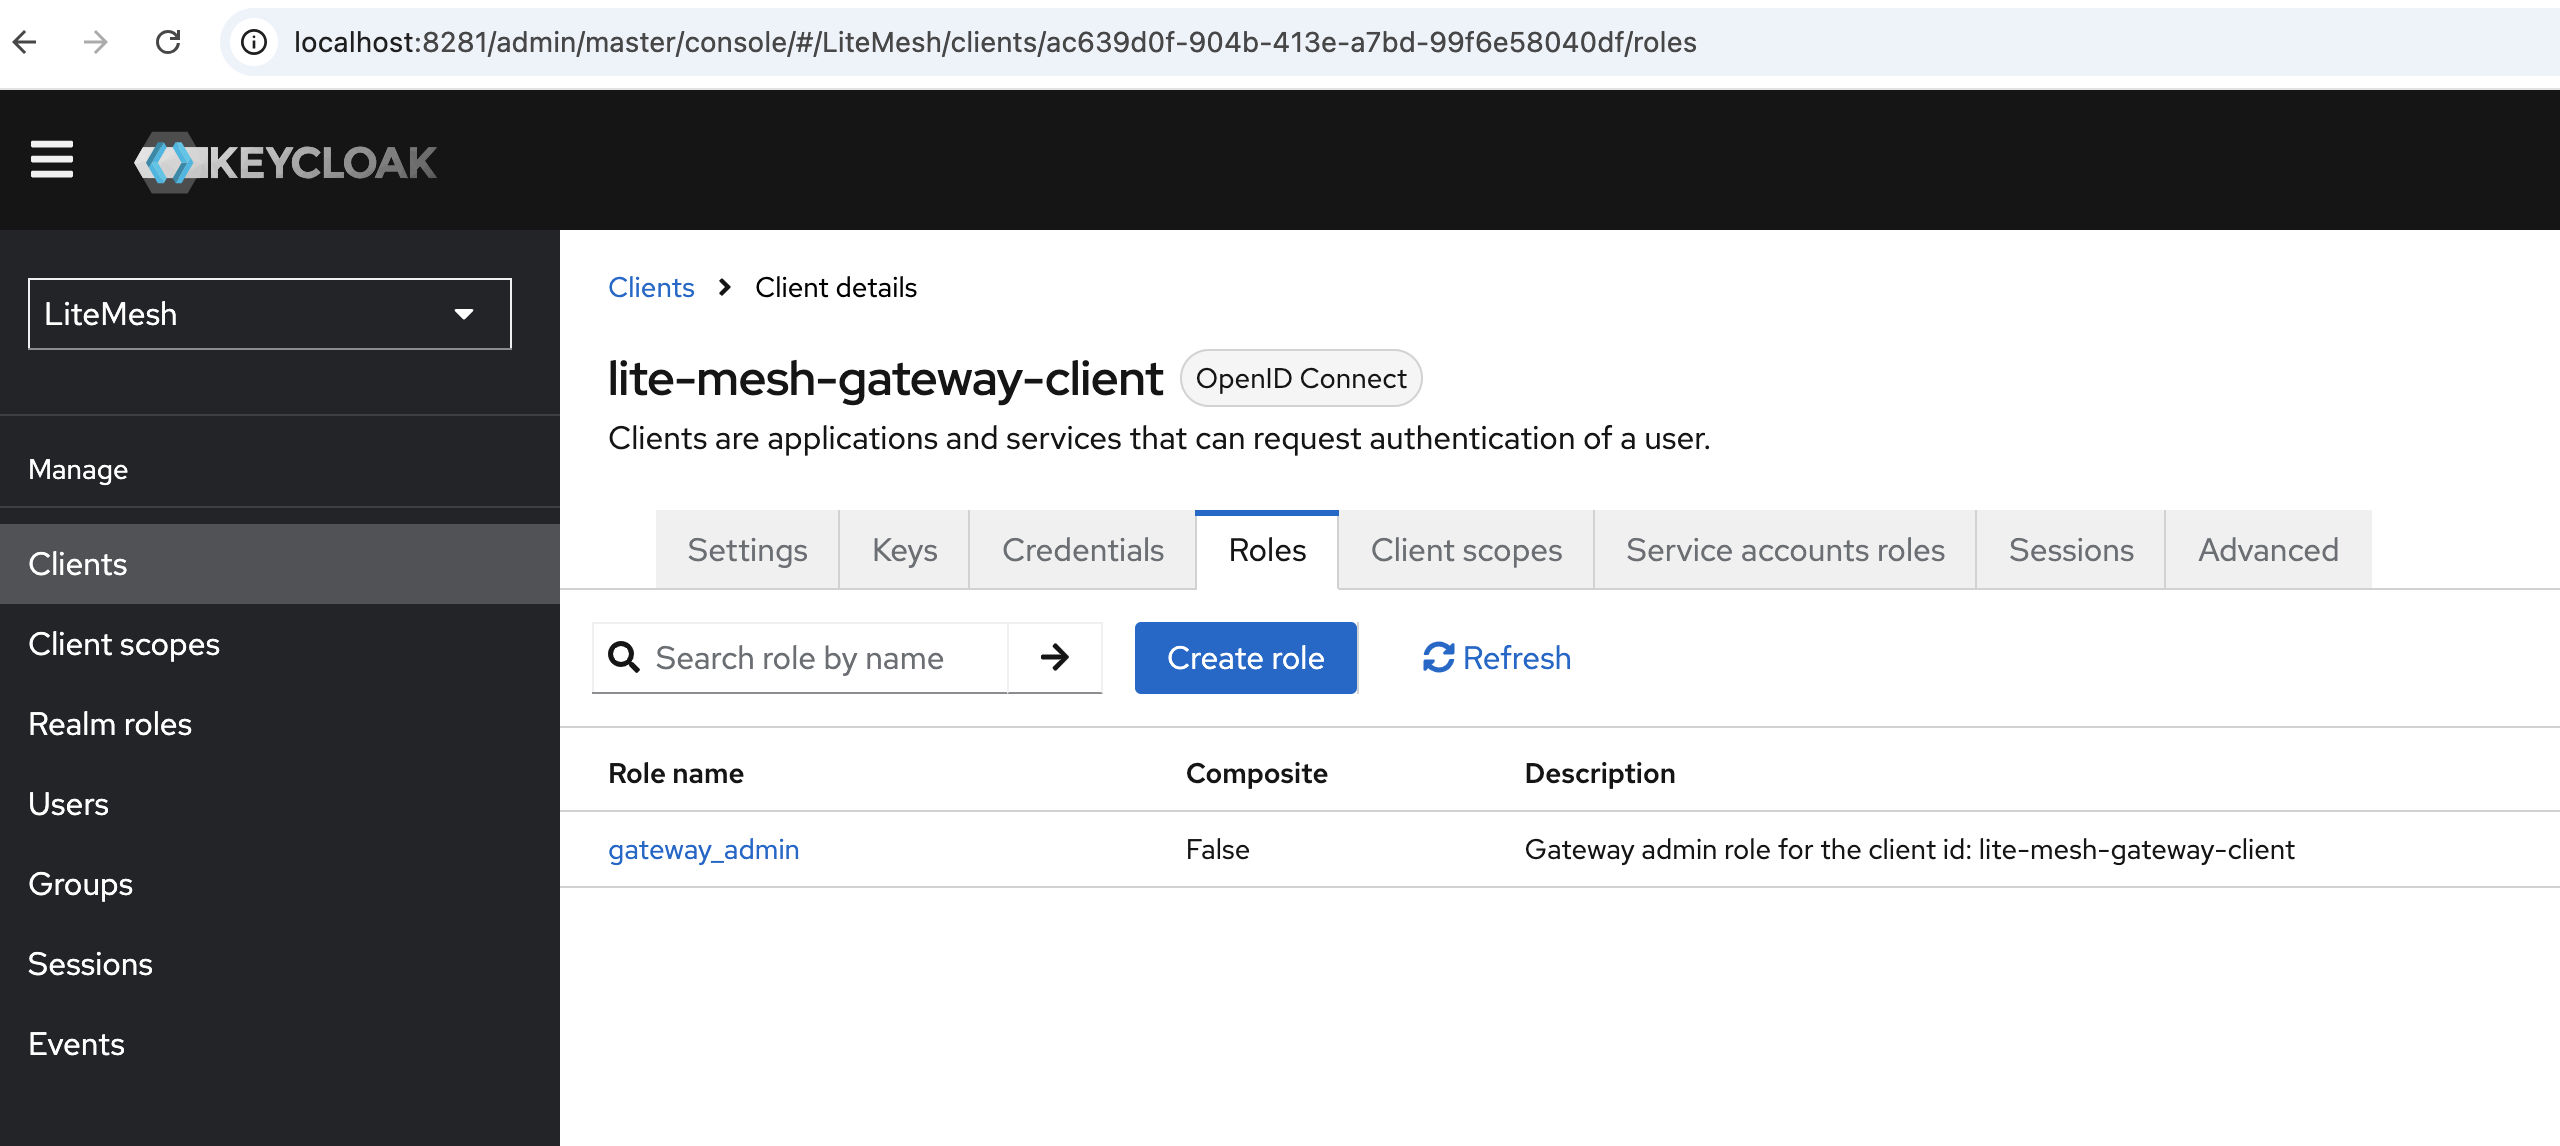 localhost:8281/admin/master/console/#/LiteMesh/clients/ac639d0f-904b-413e-a7bd-99f6e58040df/roles
KEYCLOAK
LiteMesh
Manage
Clients
Client scopes
Realm roles
Users
Groups
Sessions
Events
Clients > Client details
lite-mesh-gateway-client OpenID Connect
Clients are applications and services that can request authentication of a user.
Settings Keys Credentials Roles Client scopes Service accounts roles Sessions Advanced
Search role by name Create role Refresh
Role name Composite Description
gateway_admin False Gateway admin role for the client id: lite-mesh-gateway-client